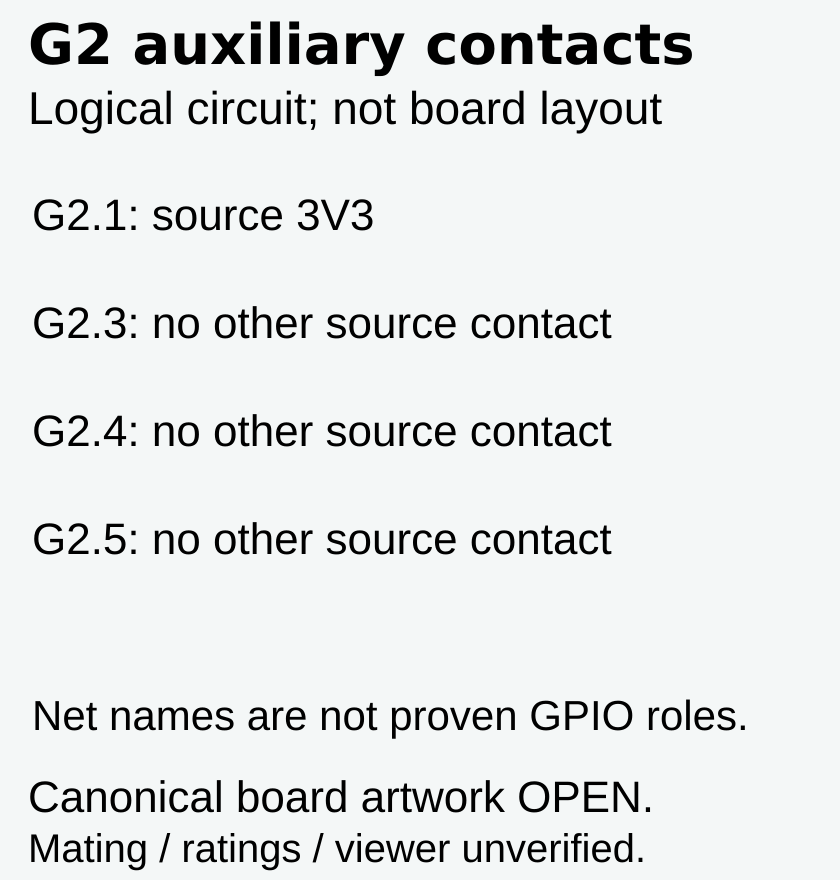 G2 auxiliary contacts
Logical circuit; not board layout
G2.1: source 3V3
G2.3: no other source contact
G2.4: no other source contact
G2.5: no other source contact
Net names are not proven GPIO roles.
Canonical board artwork OPEN.
Mating / ratings / viewer unverified.